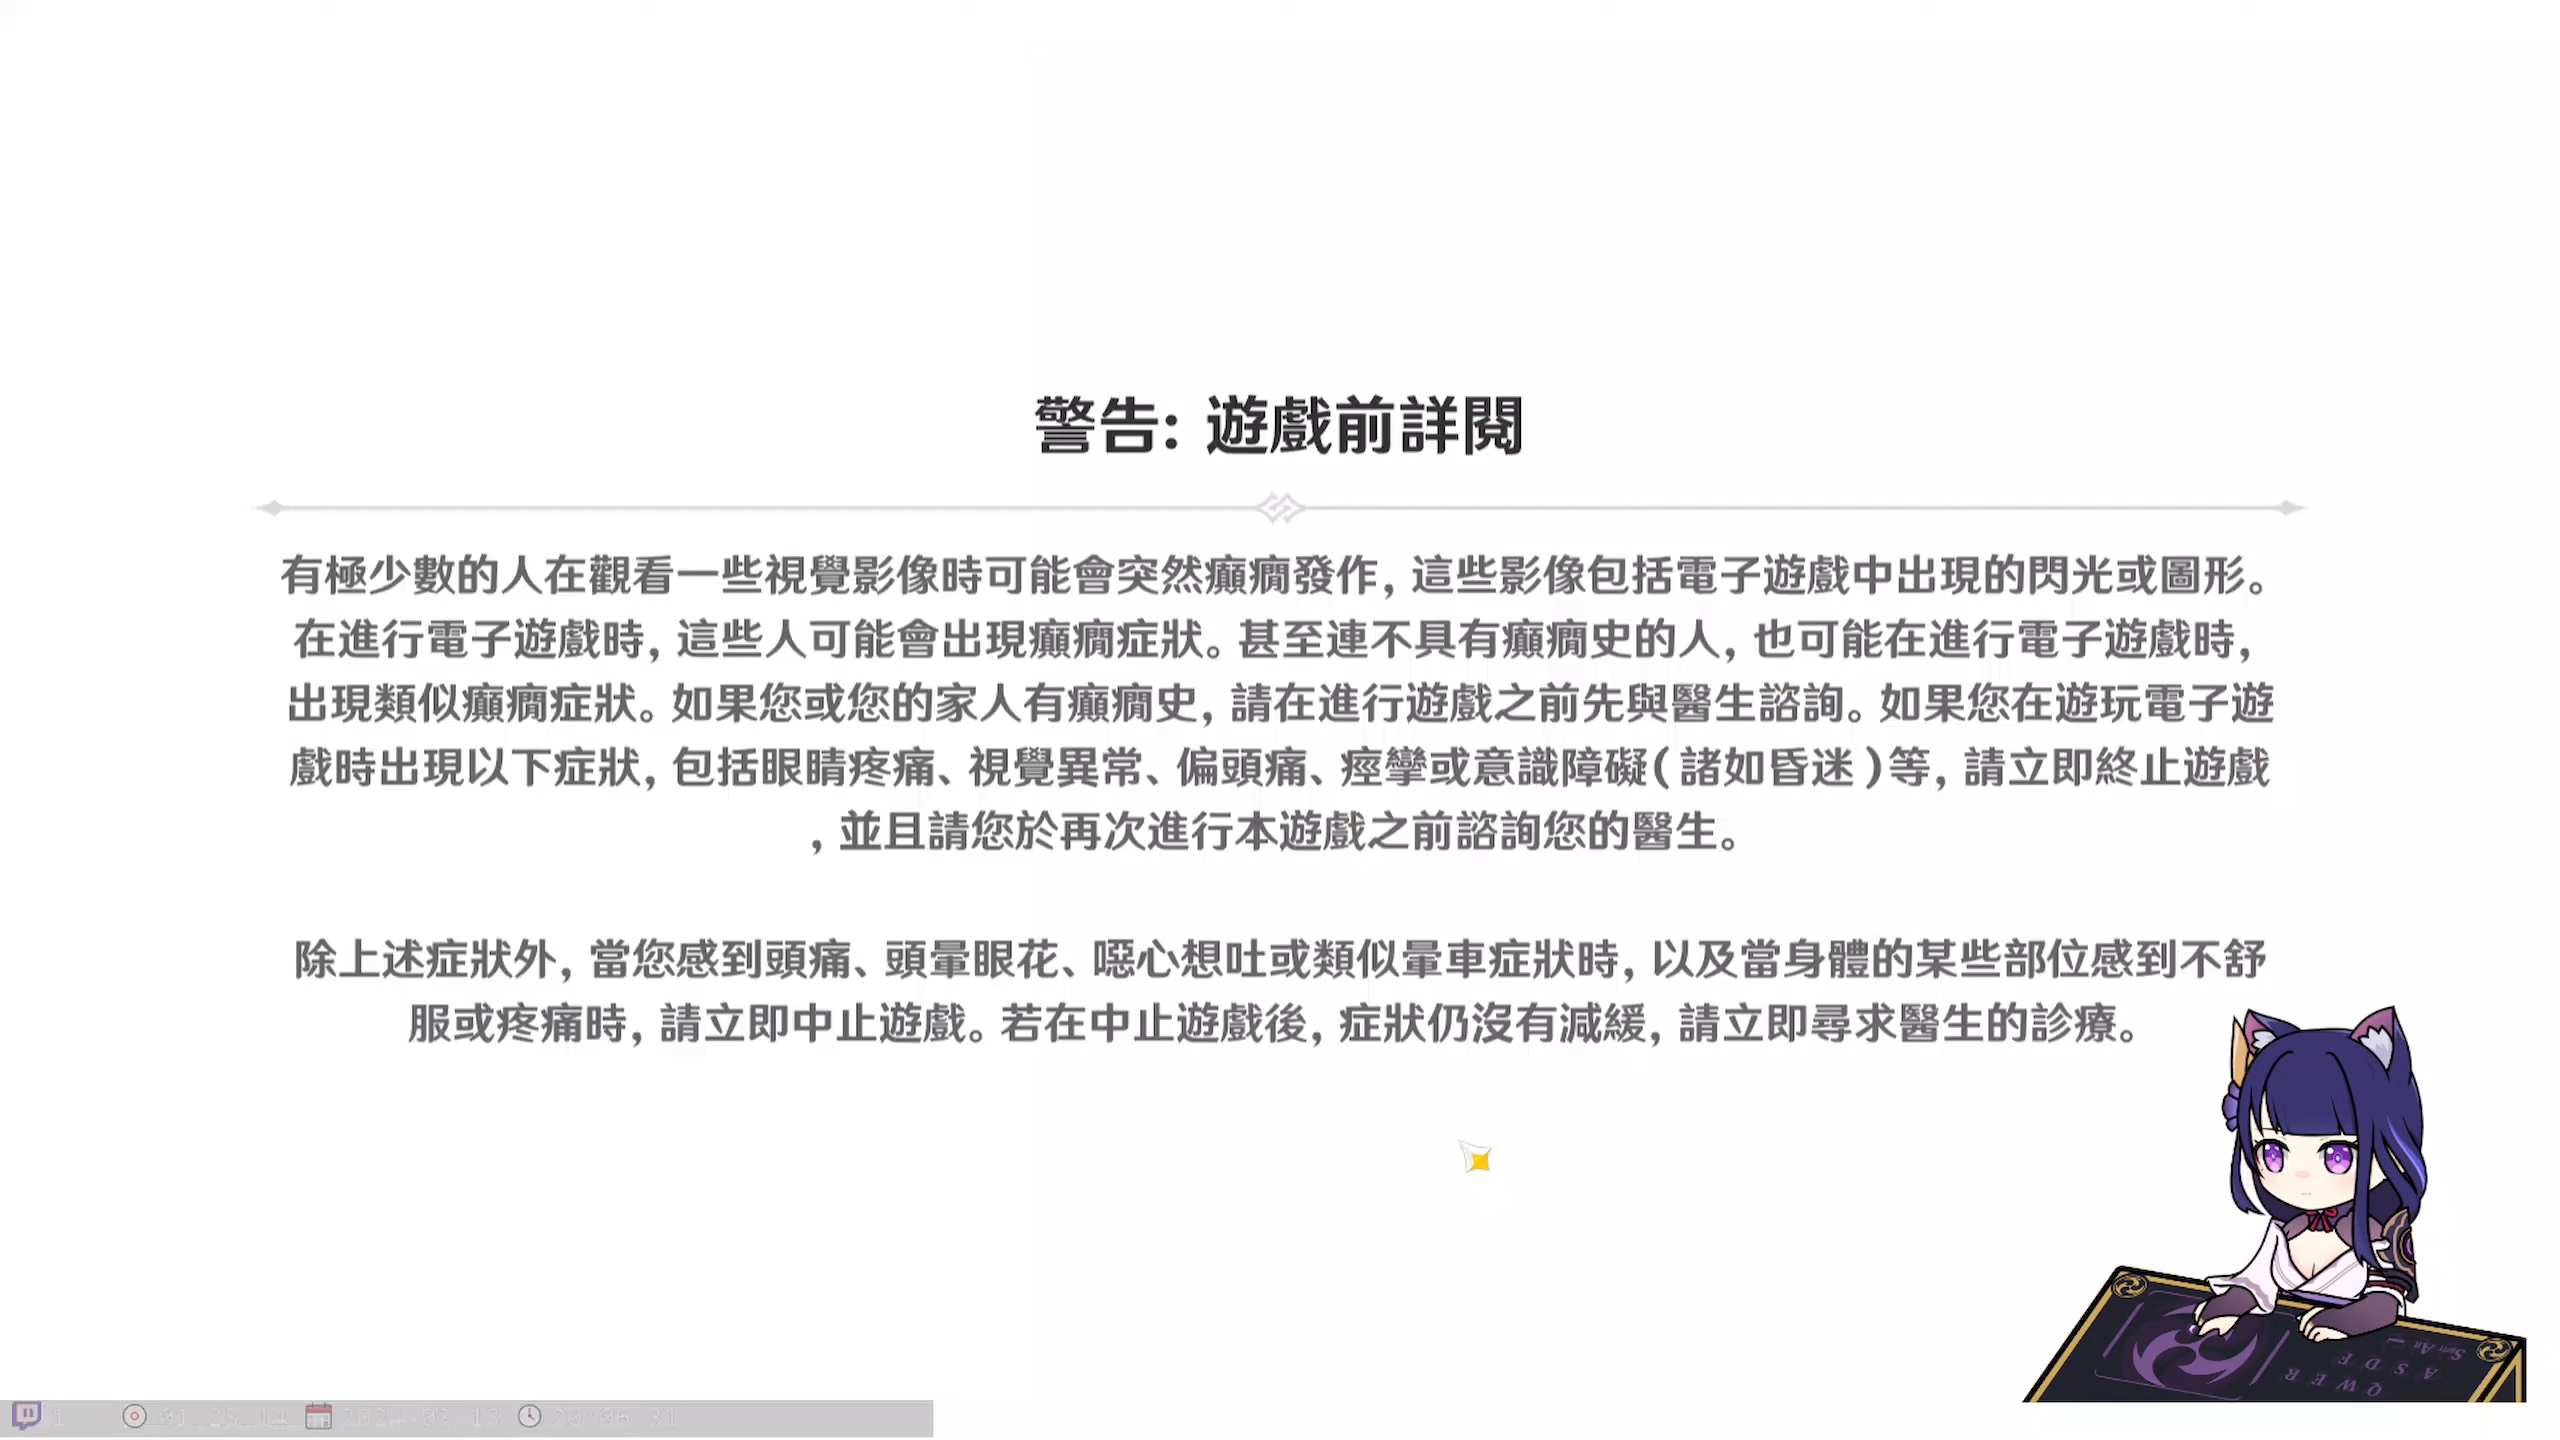 警告: 遊戲前詳閱
有極少數的人在觀看一些視覺影像時可能會突然癲癇發作, 這些影像包括電子遊戲中出現的閃光或圖形。
在進行電子遊戲時, 這些人可能會出現癲癇症狀。甚至連不具有癲癇史的人, 也可能在進行電子遊戲時,
出現類似癲癇症狀。如果您或您的家人有癲癇史, 請在進行遊戲之前先與醫生諮詢。如果您在遊玩電子遊
戲時出現以下症狀, 包括眼睛疼痛、視覺異常、偏頭痛、痙攣或意識障礙(諸如昏迷)等, 請立即終止遊戲
, 並且請您於再次進行本遊戲之前諮詢您的醫生。
除上述症狀外, 當您感到頭痛、頭暈眼花、噁心想吐或類似暈車症狀時, 以及當身體的某些部位感到不舒
服或疼痛時, 請立即中止遊戲。若在中止遊戲後, 症狀仍沒有減緩, 請立即尋求醫生的診療。
Q W E R
A S D F
1